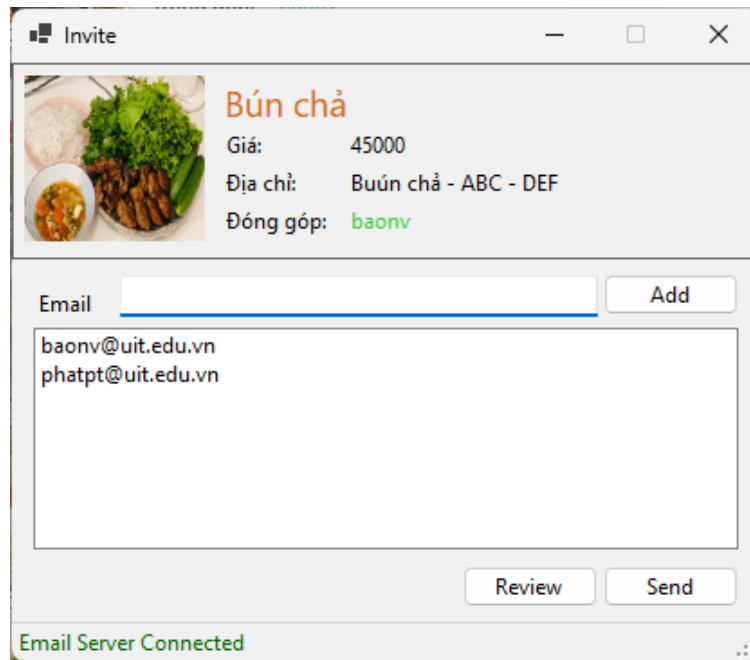 Invite
Bún chả
Giá: 45000
Địa chỉ: Buún chả - ABC - DEF
Đóng góp: baonv
Email Add
baonv@uit.edu.vn
phatpt@uit.edu.vn
Review Send
Email Server Connected